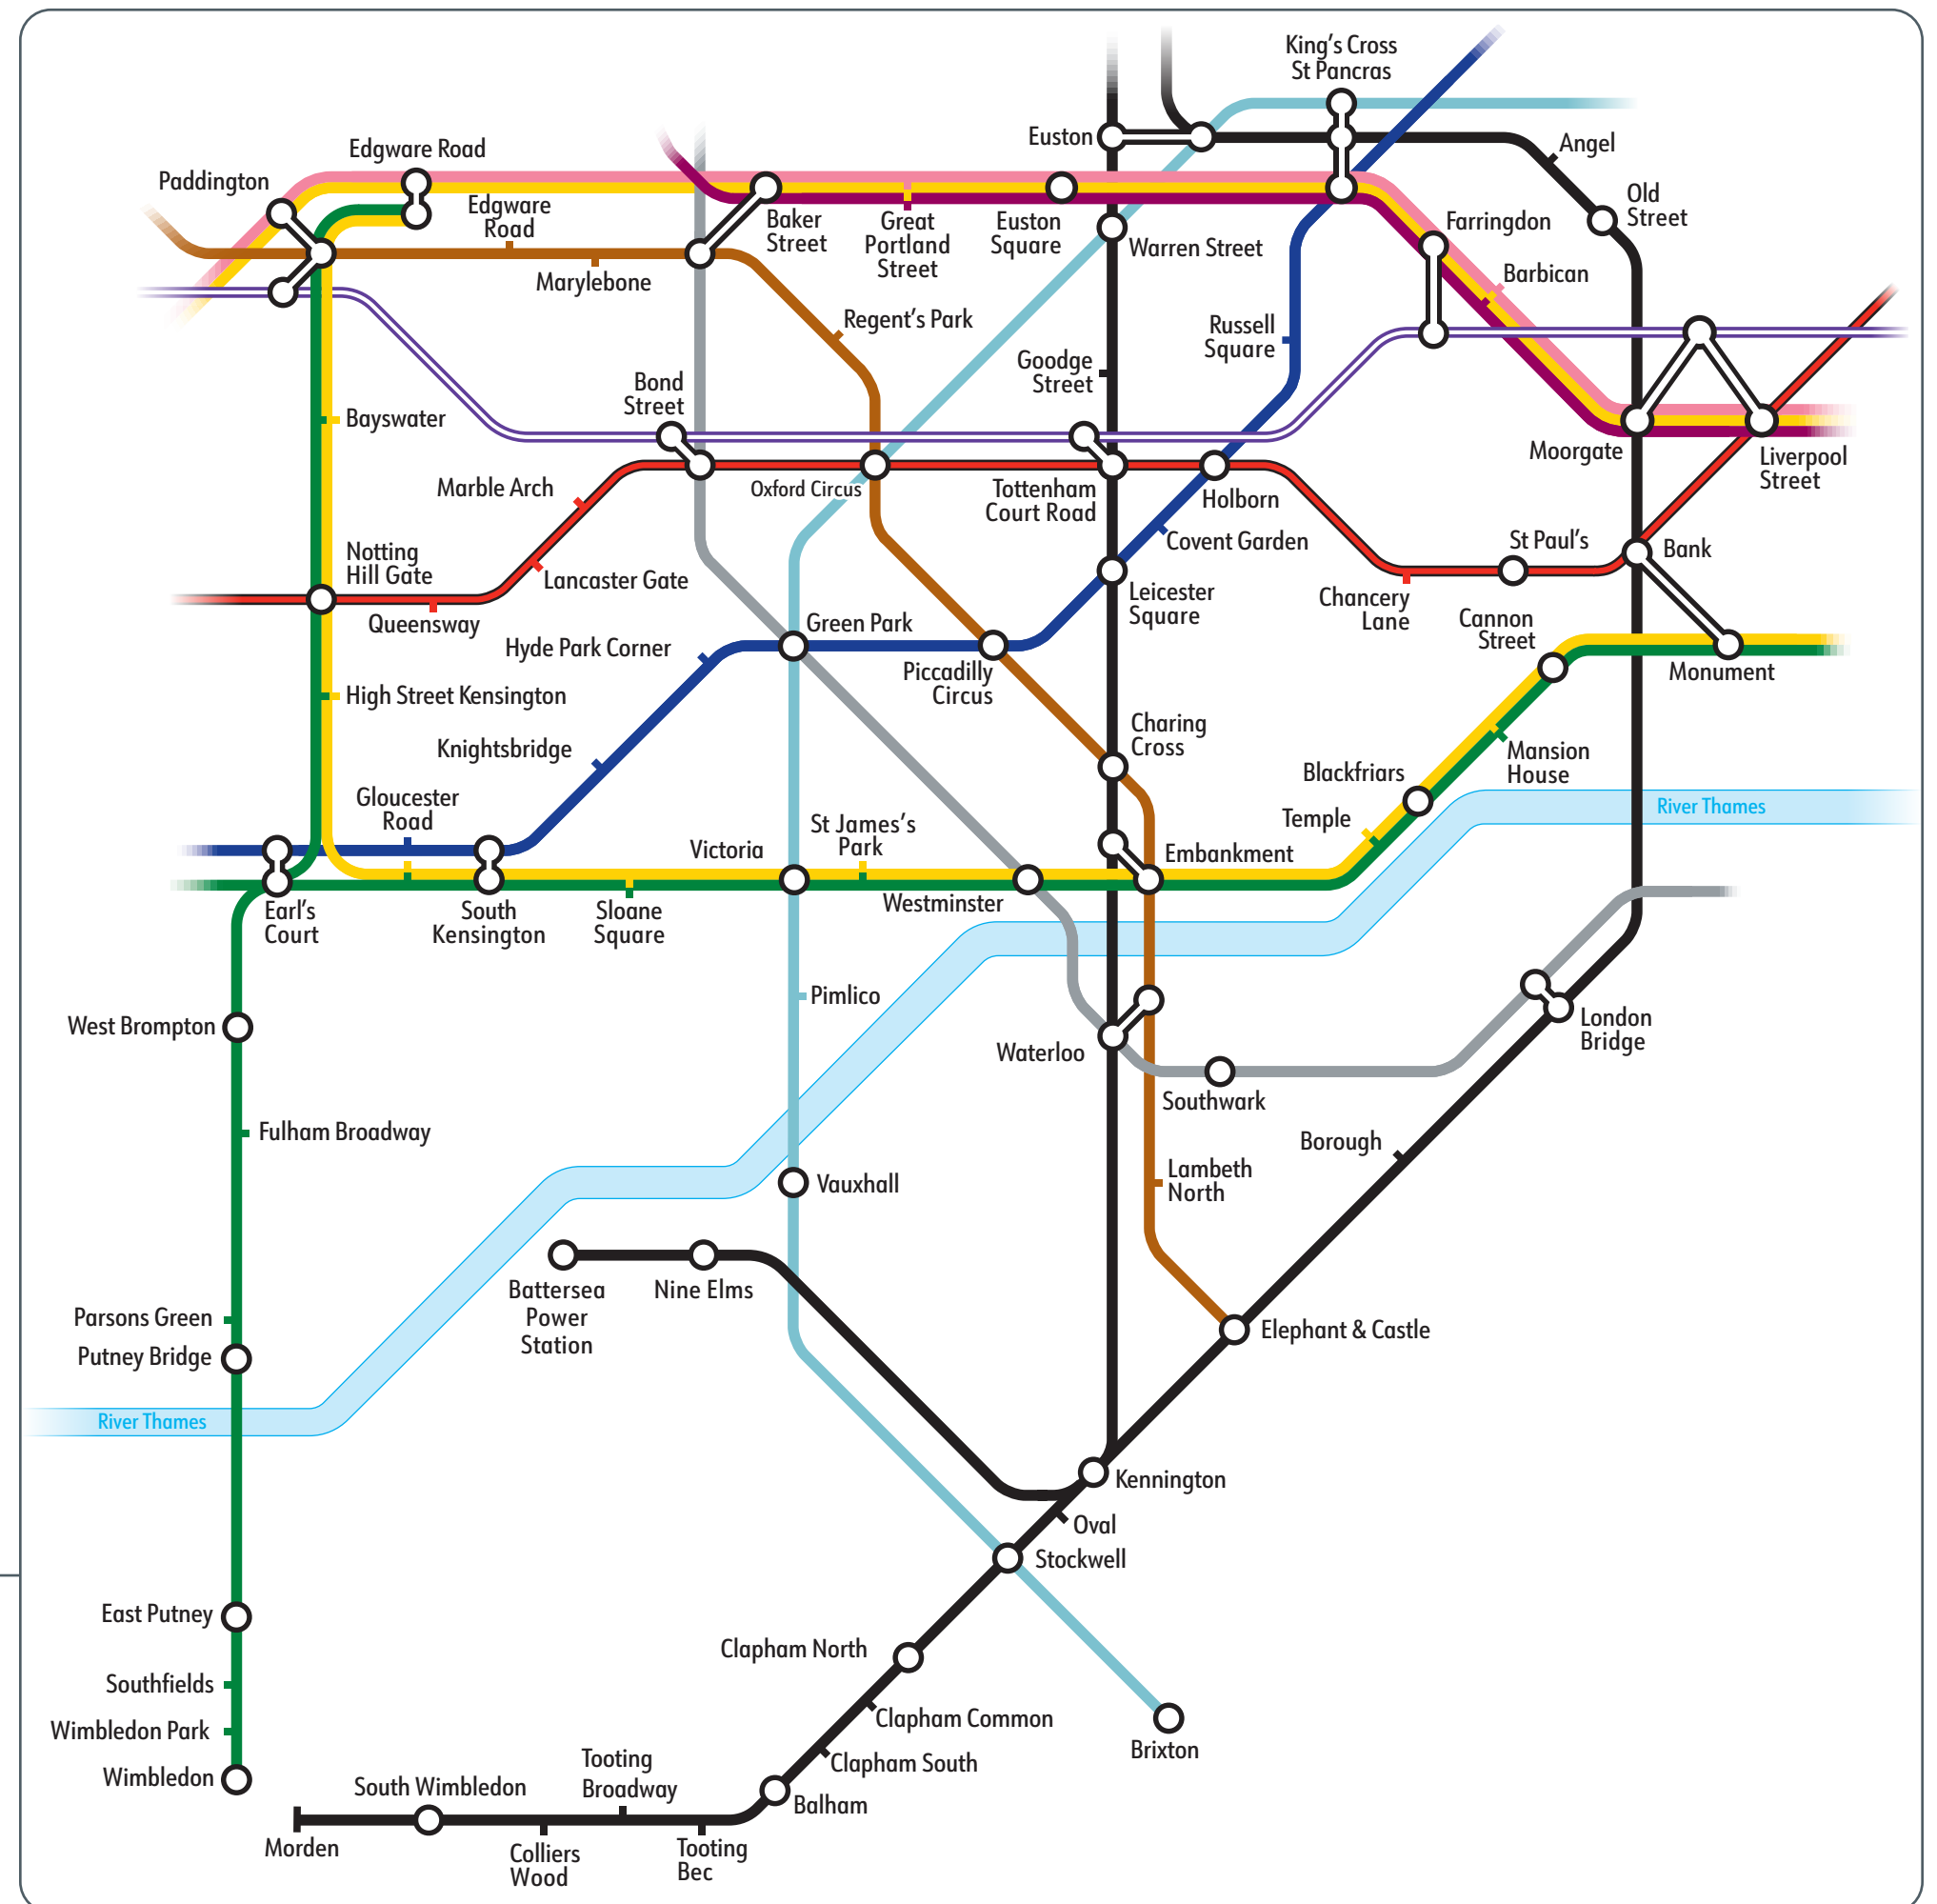 King's Cross
St Pancras
Euston
Angel
Edgware Road
Paddington
Edgware
Road
Old
Street
Baker
Street
Great
Portland
Street
Euston
Square
Warren Street
Farringdon
Barbican
Marylebone
Regent's Park
Russell
Square
Goodge
Street
Bond
Street
Bayswater
Moorgate
Liverpool
Street
Marble Arch
Oxford Circus
Tottenham
Court Road
Holborn
Covent Garden
St Paul's
Bank
Notting
Hill Gate
Lancaster Gate
Queensway
Leicester
Square
Chancery
Lane
Cannon
Street
Green Park
Hyde Park Corner
Piccadilly
Circus
Monument
High Street Kensington
Charing
Cross
Knightsbridge
Mansion
House
Blackfriars
Temple
River Thames
Gloucester
Road
Victoria
St James's
Park
Embankment
Westminster
Earl's
Court
South
Kensington
Sloane
Square
Pimlico
West Brompton
Waterloo
London
Bridge
Southwark
Fulham Broadway
Borough
Vauxhall
Lambeth
North
Battersea
Power
Station
Nine Elms
Parsons Green
Elephant & Castle
Putney Bridge
River Thames
Kennington
Oval
Stockwell
East Putney
Clapham North
Southfields
Clapham Common
Wimbledon Park
Brixton
Clapham South
Wimbledon
South Wimbledon
Tooting
Broadway
Balham
Morden
Colliers
Wood
Tooting
Bec